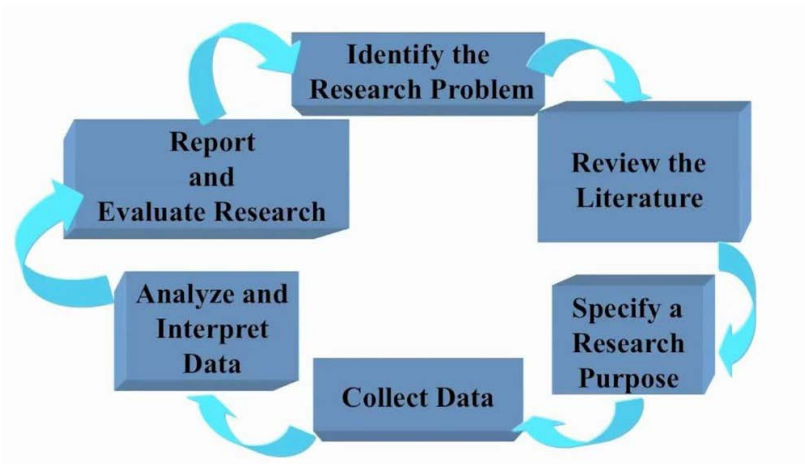 Identify the
Research Problem
Review the
Literature
Specify a
Research
Purpose
Collect Data
Analyze and
Interpret
Data
Report
and
Evaluate Research